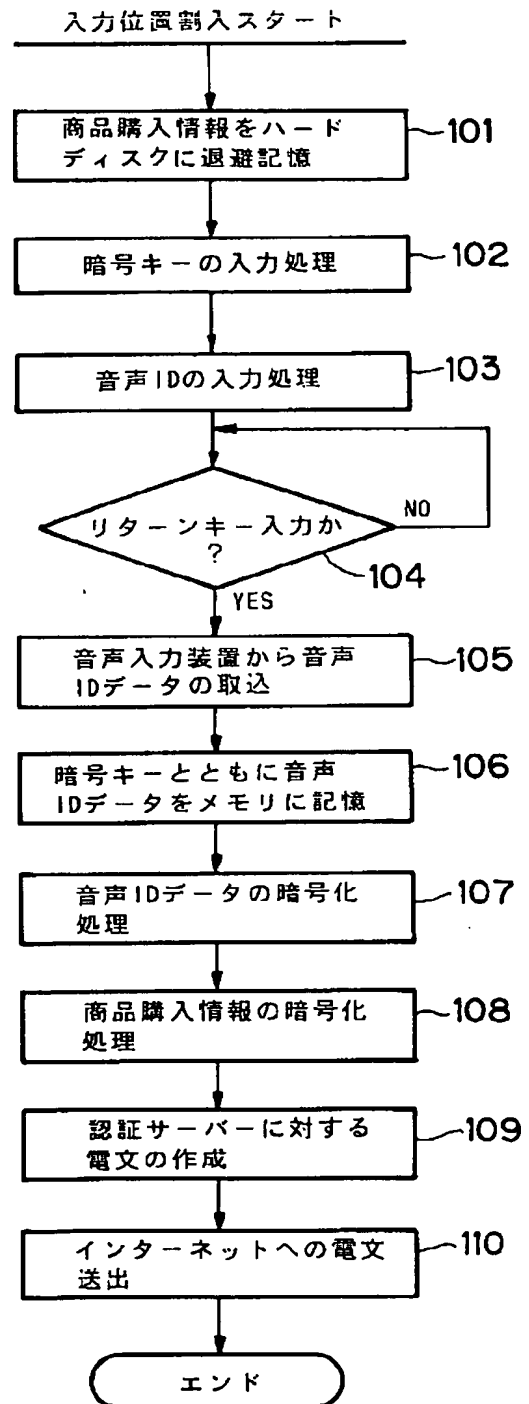 入力位置割入スタート
商品購入情報をハード
ディスクに退避記憶
101
暗号キーの入力処理
102
音声IDの入力処理
103
リターンキー入力か
?
NO
104
YES
音声入力装置から音声
IDデータの取込
105
暗号キーとともに音声
IDデータをメモリに記憶
106
音声IDデータの暗号化
処理
107
商品購入情報の暗号化
処理
108
認証サーバーに対する
電文の作成
109
インターネットへの電文
送出
110
エンド